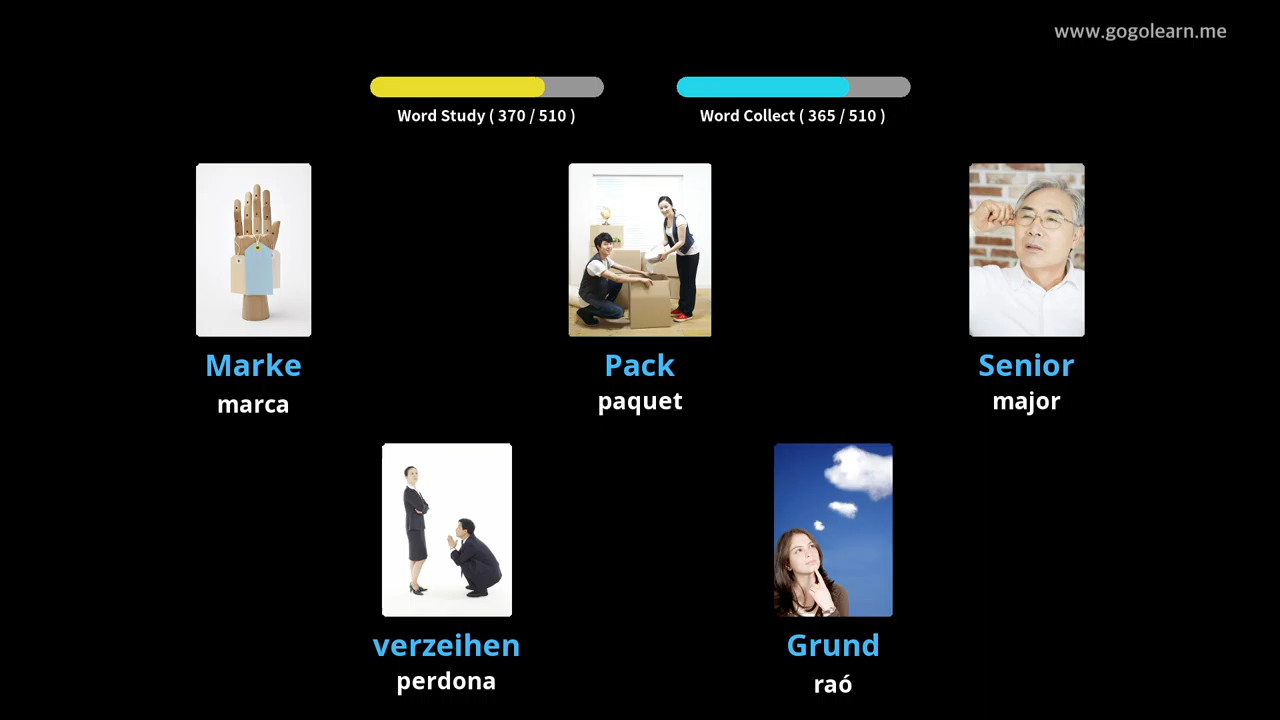 www.gogolearn.me
Word Study ( 370 / 510 )
Word Collect ( 365 / 510 )
Marke
marca
Pack
paquet
Senior
major
verzeihen
perdona
Grund
raó